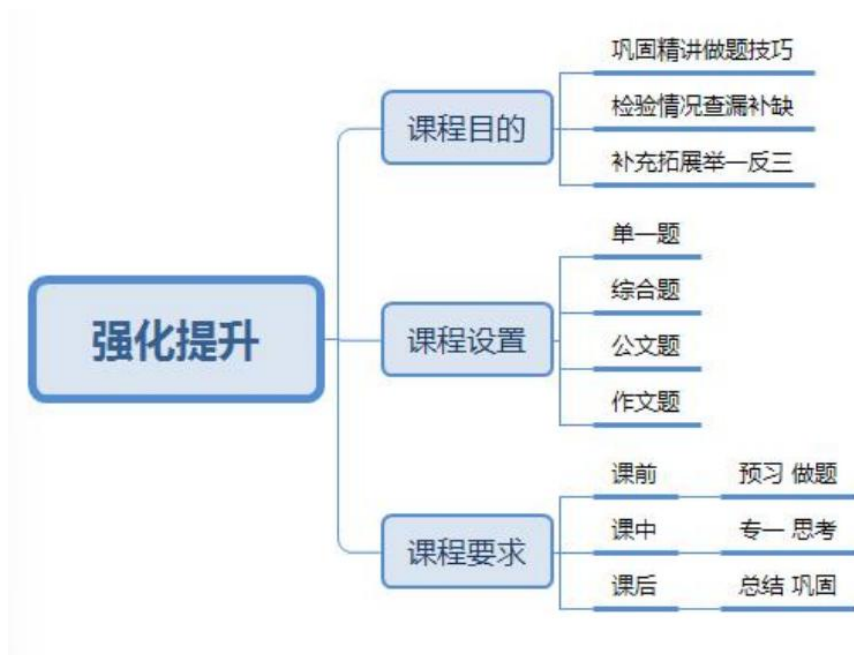 强化提升
课程目的
巩固精讲做题技巧
检验情况查漏补缺
补充拓展举一反三
课程设置
单一题
综合题
公文题
作文题
课程要求
课前 预习 做题
课中 专一 思考
课后 总结 巩固